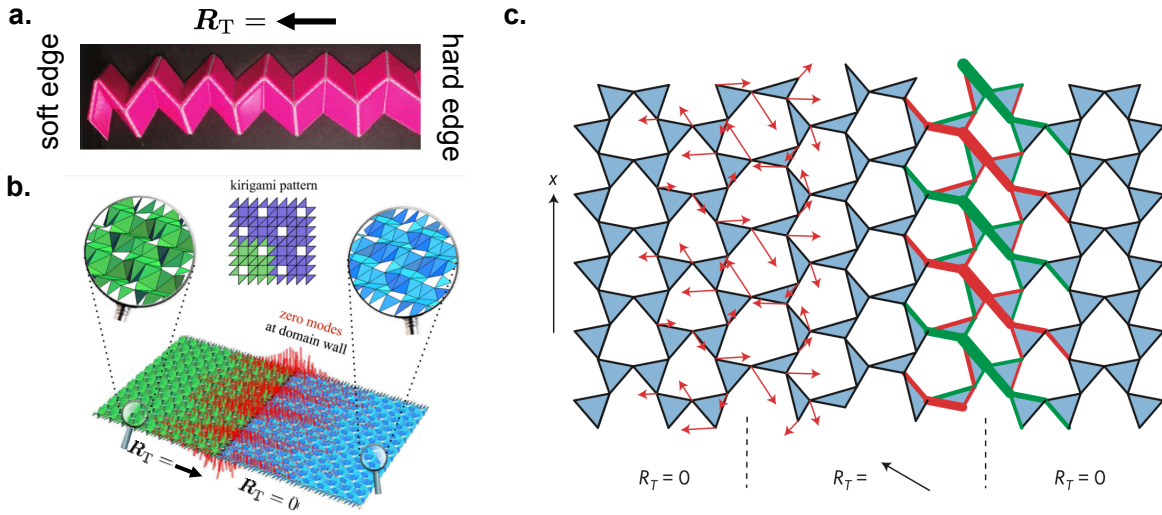 a.
R_T =
soft edge
hard edge
b.
kirigami pattern
zero modes
at domain wall
R_T =
R_T = 0
c.
x
R_T = 0
R_T =
R_T = 0